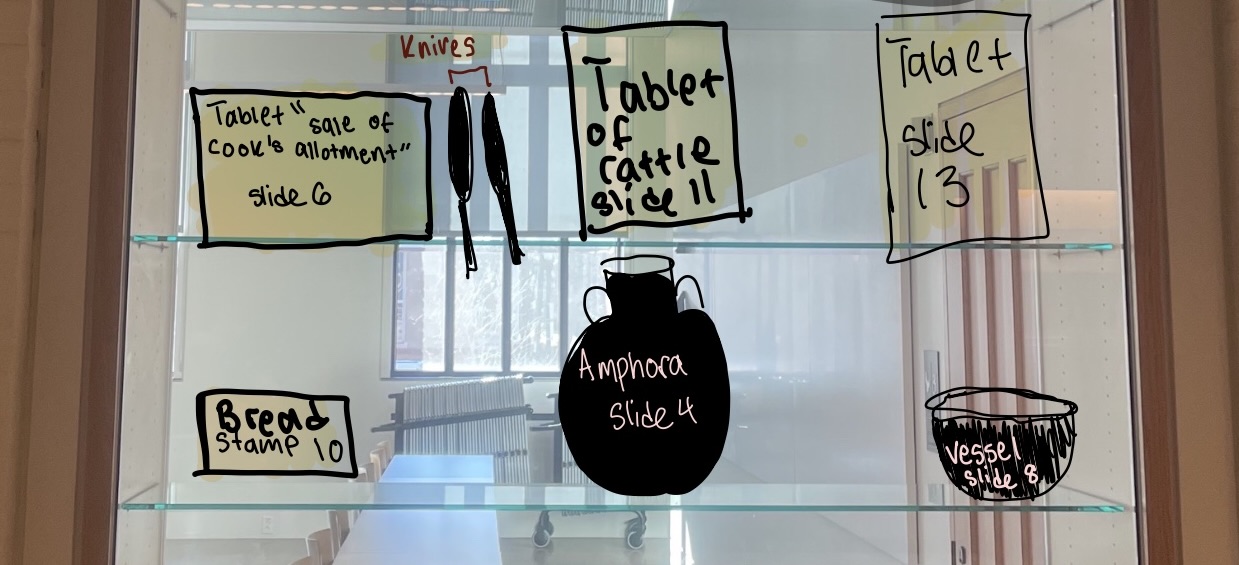 Knives
Tablet "sale of
cook's allotment"
slide 6
Tablet
of
cattle
slide 11
Tablet
slide
13
Bread
Stamp 10
Amphora
Slide 4
Vessel
slide 8